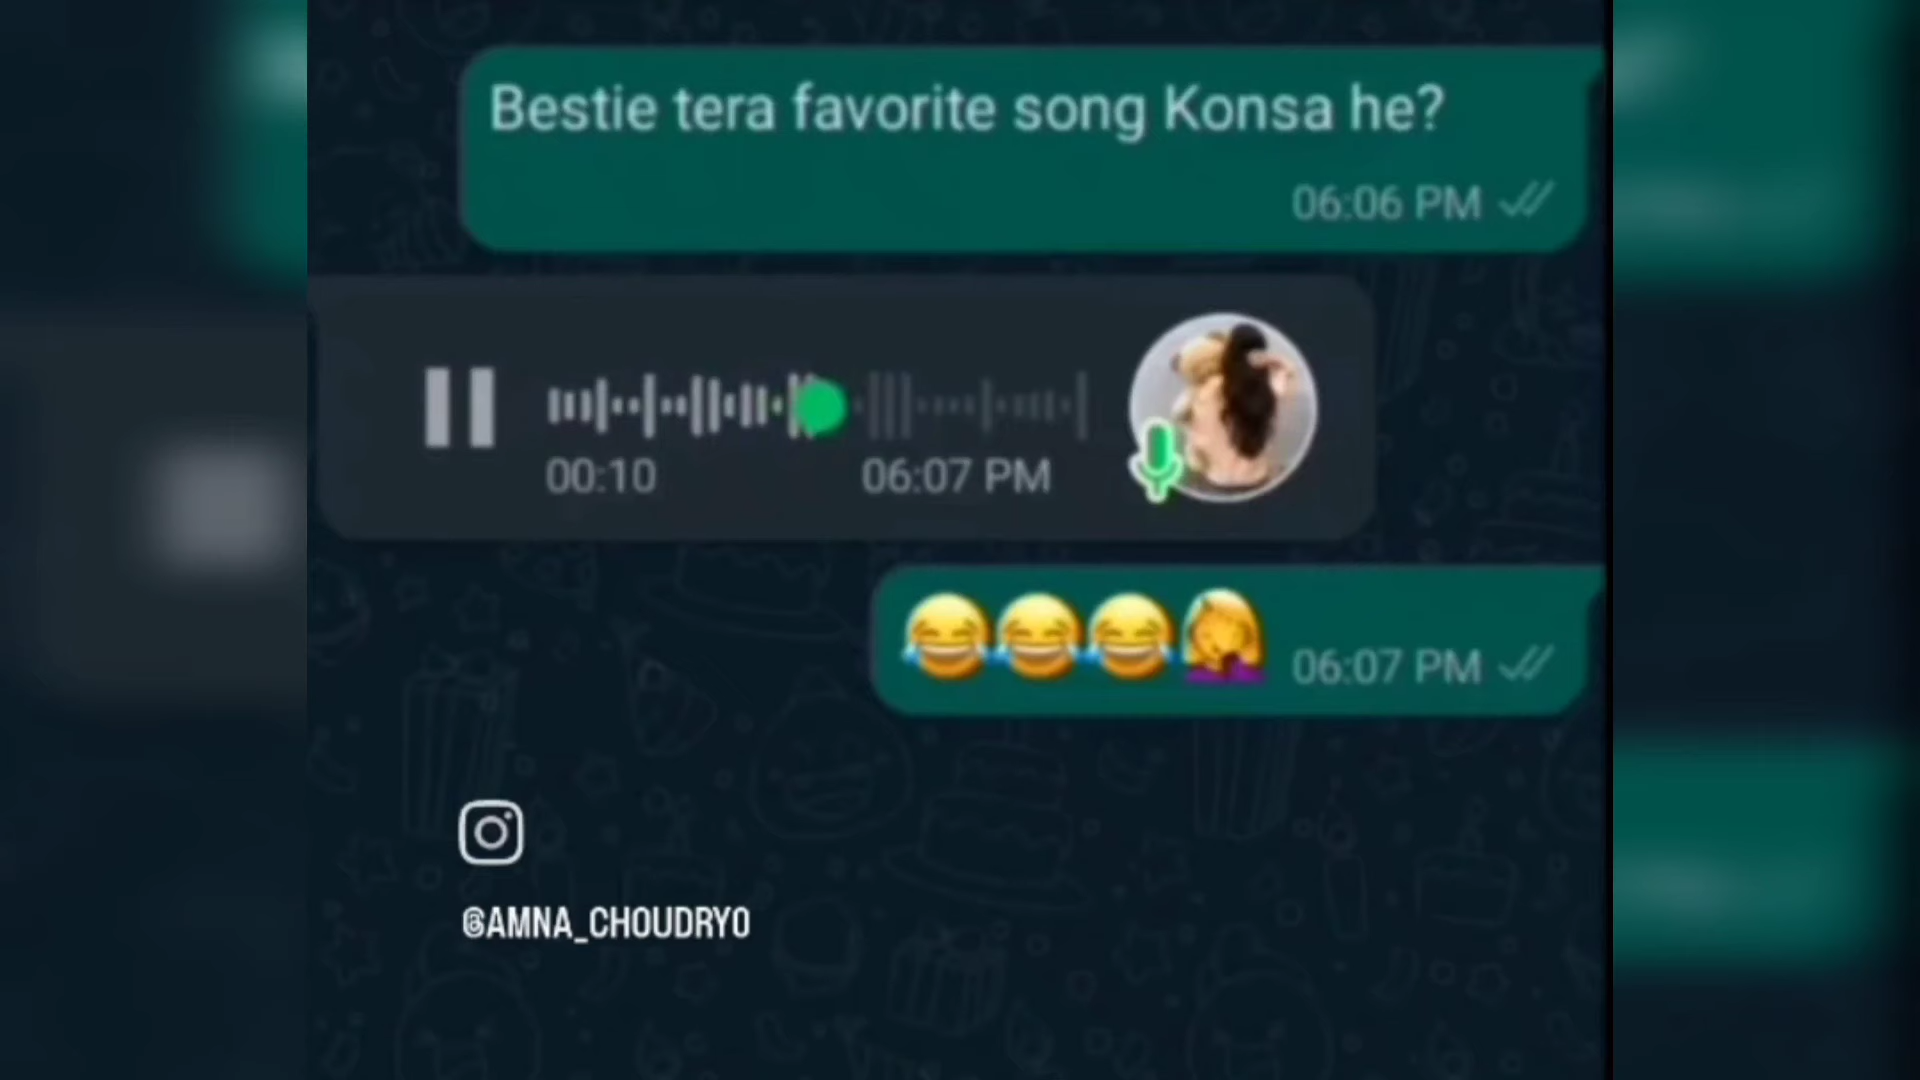 Bestie tera favorite song Konsa he?
06:06 PM
00:10 06:07 PM
😂😂😂🤦‍♀️ 06:07 PM
@AMNA_CHOUDRYO